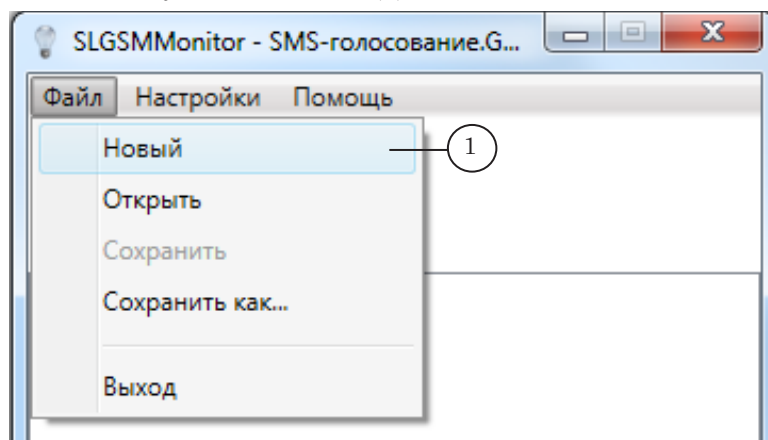 SLGSMMonitor - SMS-голосование.G...
Файл Настройки Помощь
Новый
1
Открыть
Сохранить
Сохранить как...
Выход